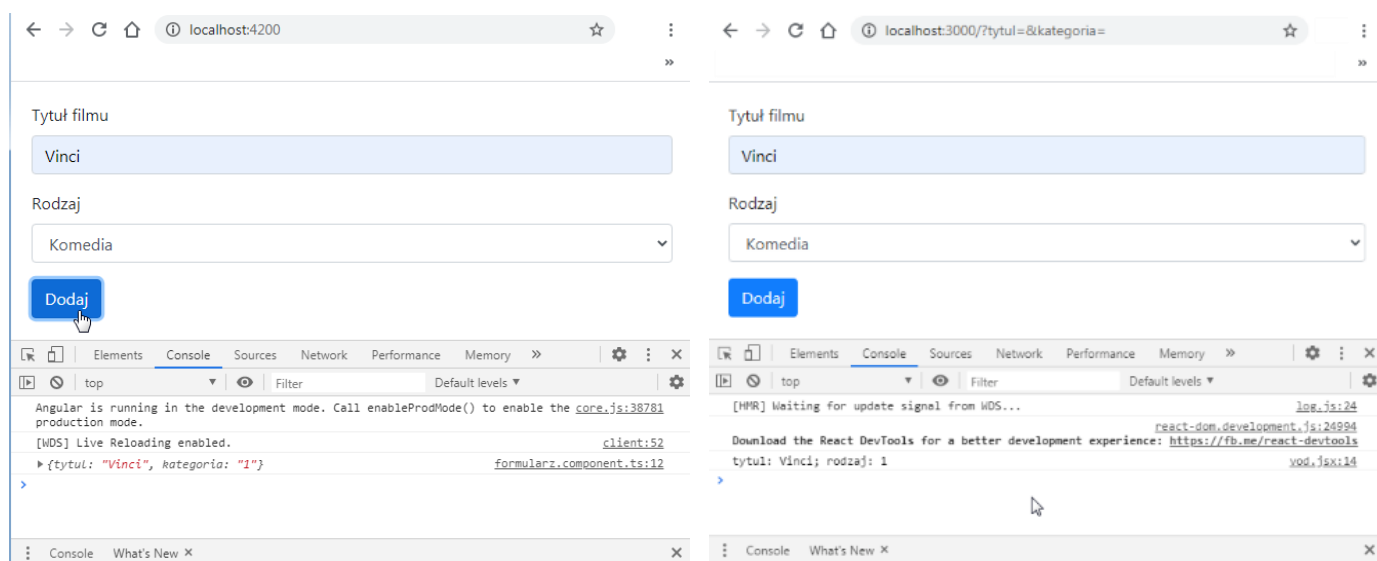 localhost:4200
»
Tytuł filmu
Vinci
Rodzaj
Komedia
Dodaj
Elements Console Sources Network Performance Memory »
top Filter Default levels ▼
Angular is running in the development mode. Call enableProdMode() to enable the core.js:38781
production mode.
[WDS] Live Reloading enabled. client:52
{tytul: "Vinci", kategoria: "1"} formularz.component.ts:12
>
Console What's New ×
localhost:3000/?tytul=&kategoria=
»
Tytuł filmu
Vinci
Rodzaj
Komedia
Dodaj
Elements Console Sources Network Performance Memory »
top Filter Default levels ▼
[HMR] Waiting for update signal from WDS... log.js:24
react-dom.development.js:24994
Download the React DevTools for a better development experience: https://fb.me/react-devtools
tytul: Vinci; rodzaj: 1 vod.jsx:14
>
Console What's New ×